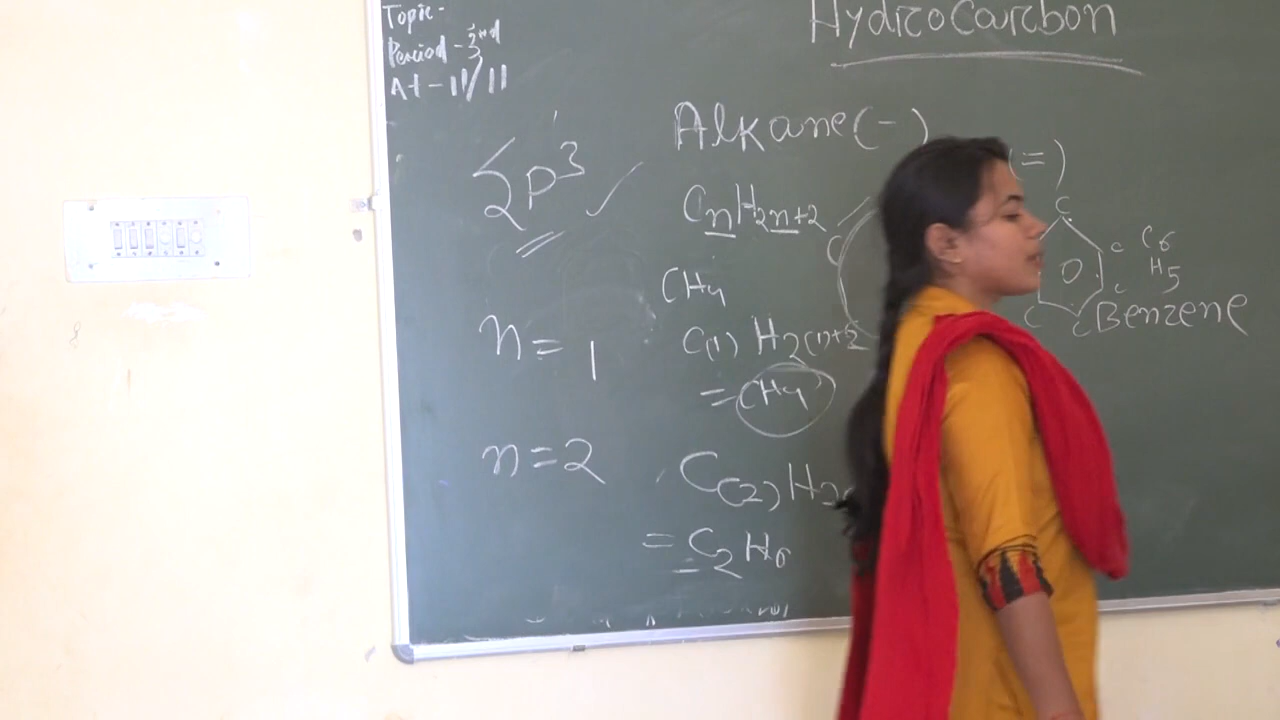 Topic-
Period - 3rd
At - 11/11
HydroCarbon
Alkane (-)
(=)
Sp³
CnH2n+2
CH4
C(1) H2(1)+2
= CH4
n = 1
n = 2
C(2) H2
= C2H6
C
C
C
C
C
C
C6
H5
Benzene